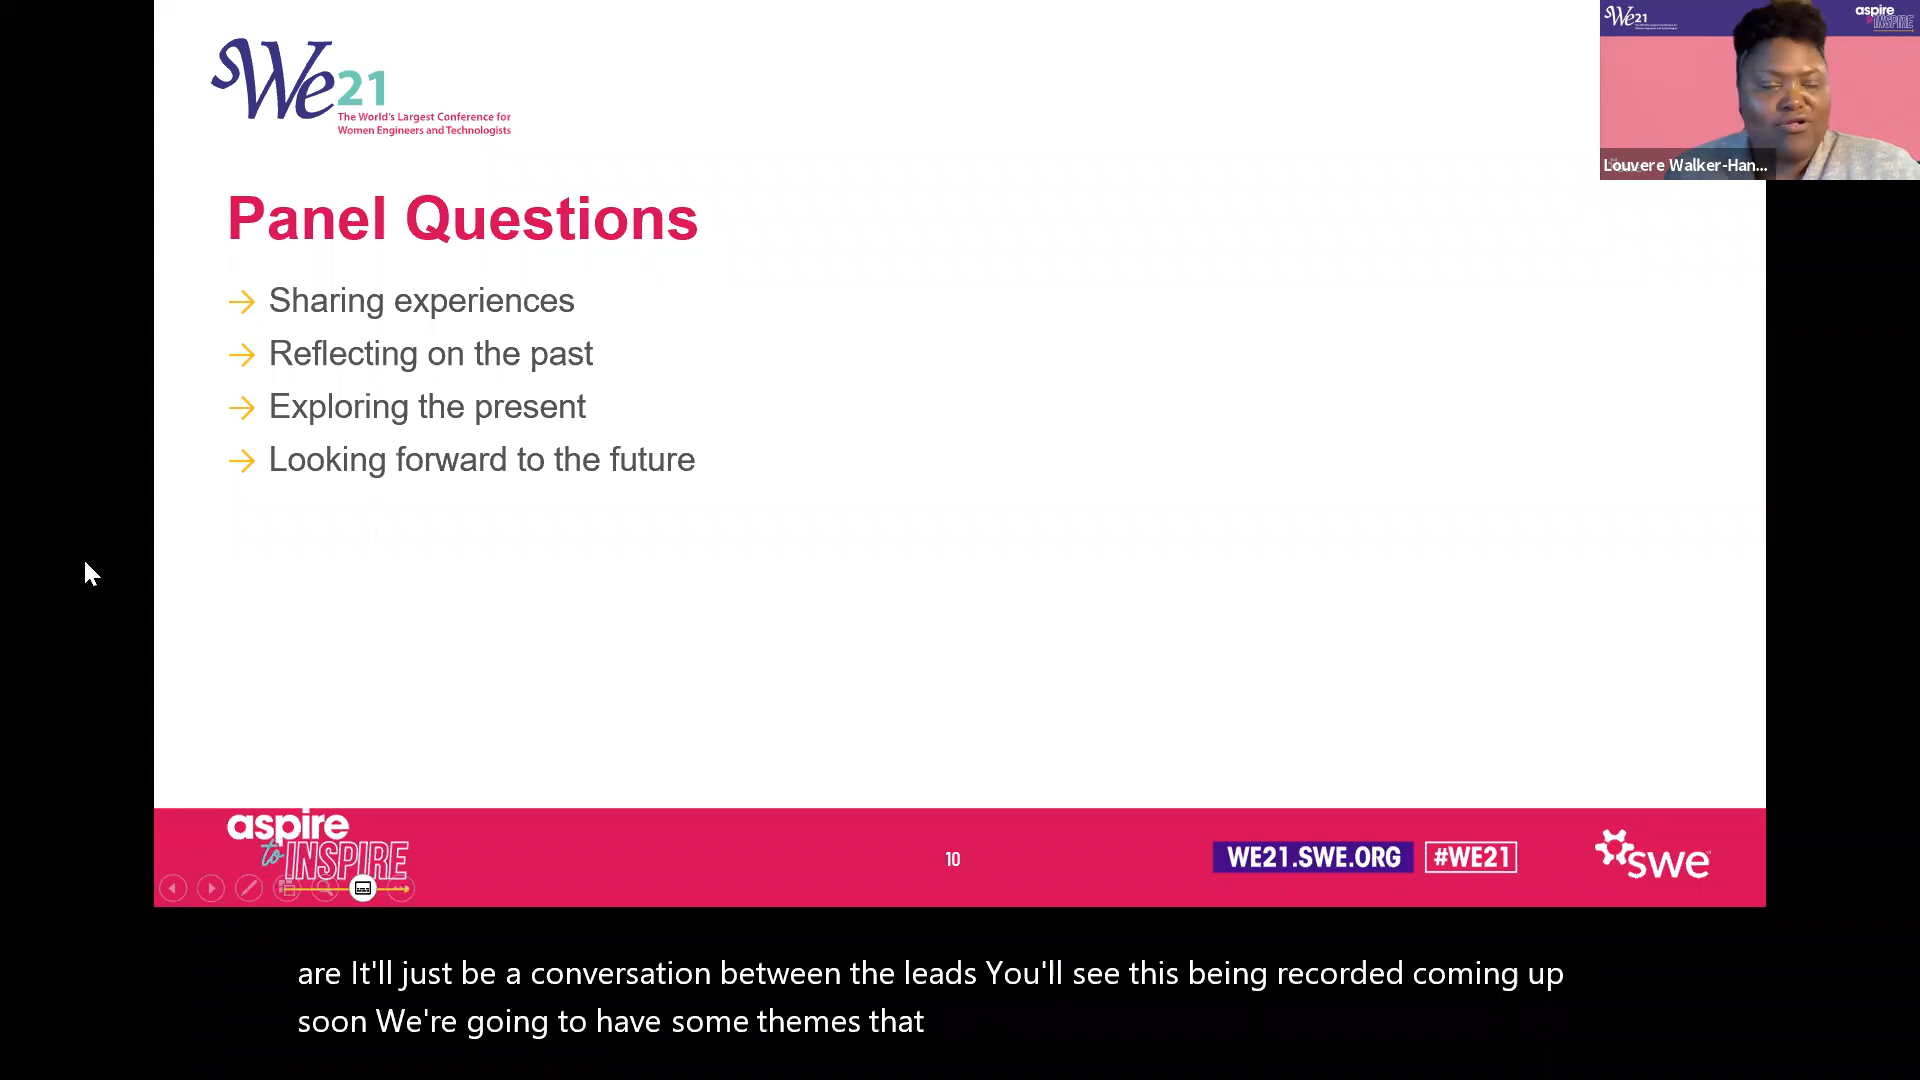 SWe21
The World's Largest Conference for
Women Engineers and Technologists
We21
aspire
INSPIRE
Louvere Walker-Han...
Panel Questions
→ Sharing experiences
→ Reflecting on the past
→ Exploring the present
→ Looking forward to the future
aspire
to INSPIRE
10
WE21.SWE.ORG
#WE21
swe
are It'll just be a conversation between the leads You'll see this being recorded coming up
soon We're going to have some themes that